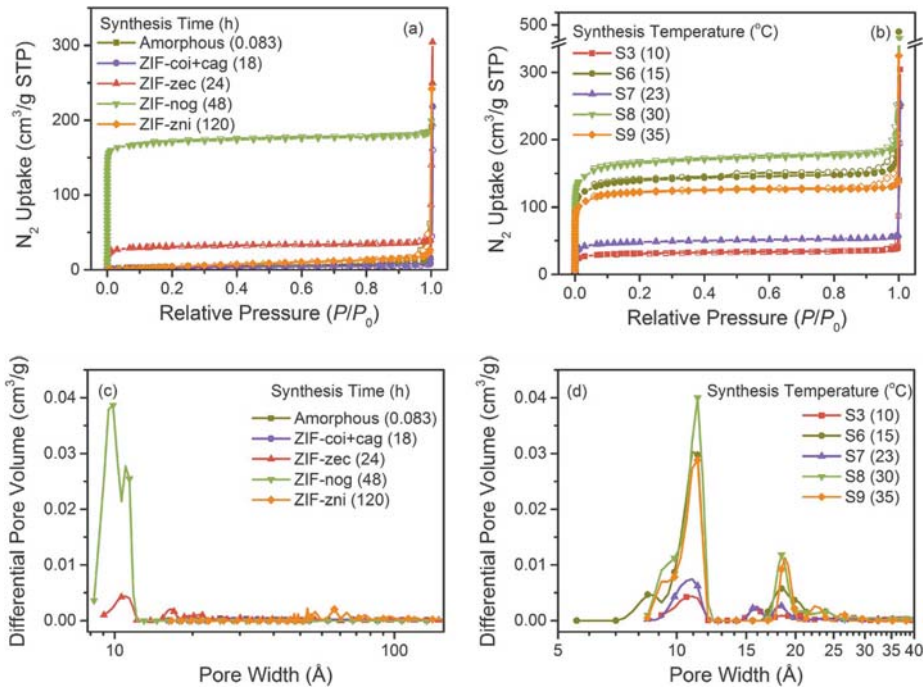 Synthesis Time (h)
(a)
Amorphous (0.083)
ZIF-coi+cag (18)
ZIF-zec (24)
ZIF-nog (48)
ZIF-zni (120)
300
200
100
0
N2 Uptake (cm3/g STP)
0.0 0.2 0.4 0.6 0.8 1.0
Relative Pressure (P/P0)
500
Synthesis Temperature (°C)
(b)
S3 (10)
S6 (15)
S7 (23)
S8 (30)
S9 (35)
300
250
200
150
100
50
0
N2 Uptake (cm3/g STP)
0.0 0.2 0.4 0.6 0.8 1.0
Relative Pressure (P/P0)
(c)
Synthesis Time (h)
Amorphous (0.083)
ZIF-coi+cag (18)
ZIF-zec (24)
ZIF-nog (48)
ZIF-zni (120)
0.04
0.03
0.02
0.01
0.00
Differential Pore Volume (cm3/g)
10 100
Pore Width (Å)
(d)
Synthesis Temperature (°C)
S3 (10)
S6 (15)
S7 (23)
S8 (30)
S9 (35)
0.04
0.03
0.02
0.01
0.00
Differential Pore Volume (cm3/g)
5 10 15 20 25 30 35 40
Pore Width (Å)